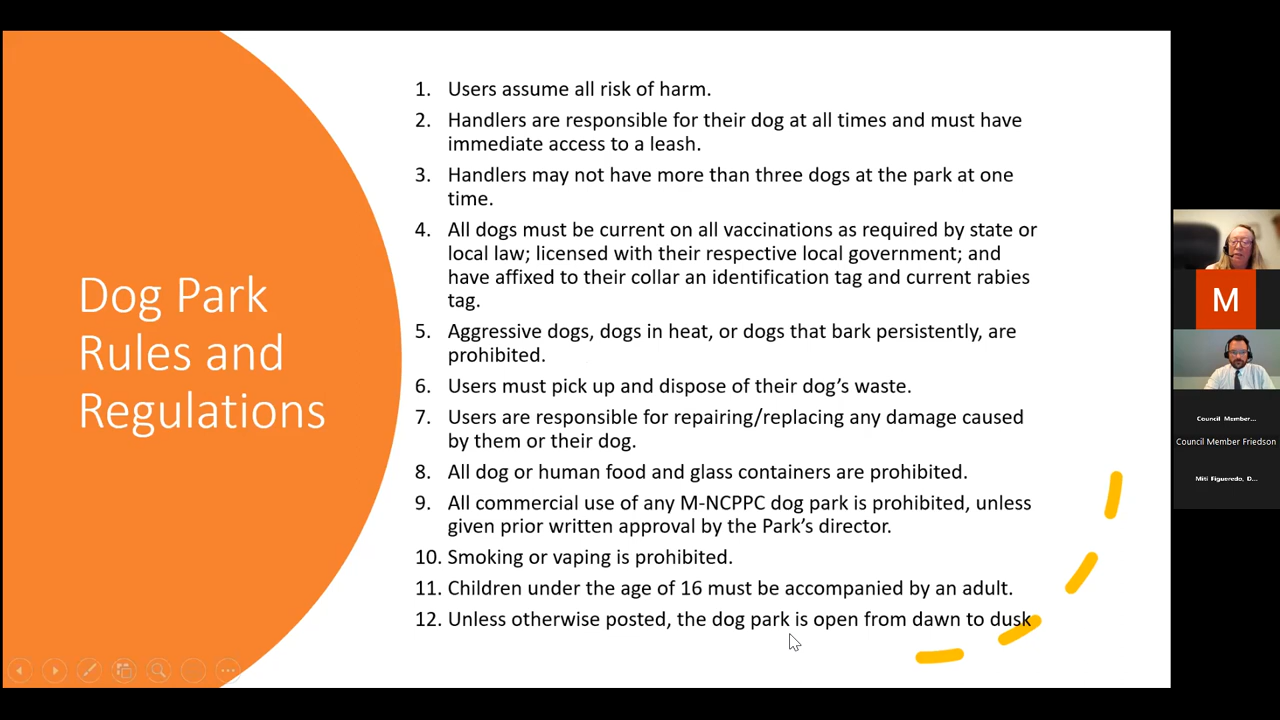 Dog Park
Rules and
Regulations
1. Users assume all risk of harm.
2. Handlers are responsible for their dog at all times and must have
immediate access to a leash.
3. Handlers may not have more than three dogs at the park at one
time.
4. All dogs must be current on all vaccinations as required by state or
local law; licensed with their respective local government; and
have affixed to their collar an identification tag and current rabies
tag.
5. Aggressive dogs, dogs in heat, or dogs that bark persistently, are
prohibited.
6. Users must pick up and dispose of their dog’s waste.
7. Users are responsible for repairing/replacing any damage caused
by them or their dog.
8. All dog or human food and glass containers are prohibited.
9. All commercial use of any M-NCPPC dog park is prohibited, unless
given prior written approval by the Park’s director.
10. Smoking or vaping is prohibited.
11. Children under the age of 16 must be accompanied by an adult.
12. Unless otherwise posted, the dog park is open from dawn to dusk
M
Council Member...
Council Member Friedson
Miti Figueredo, D...